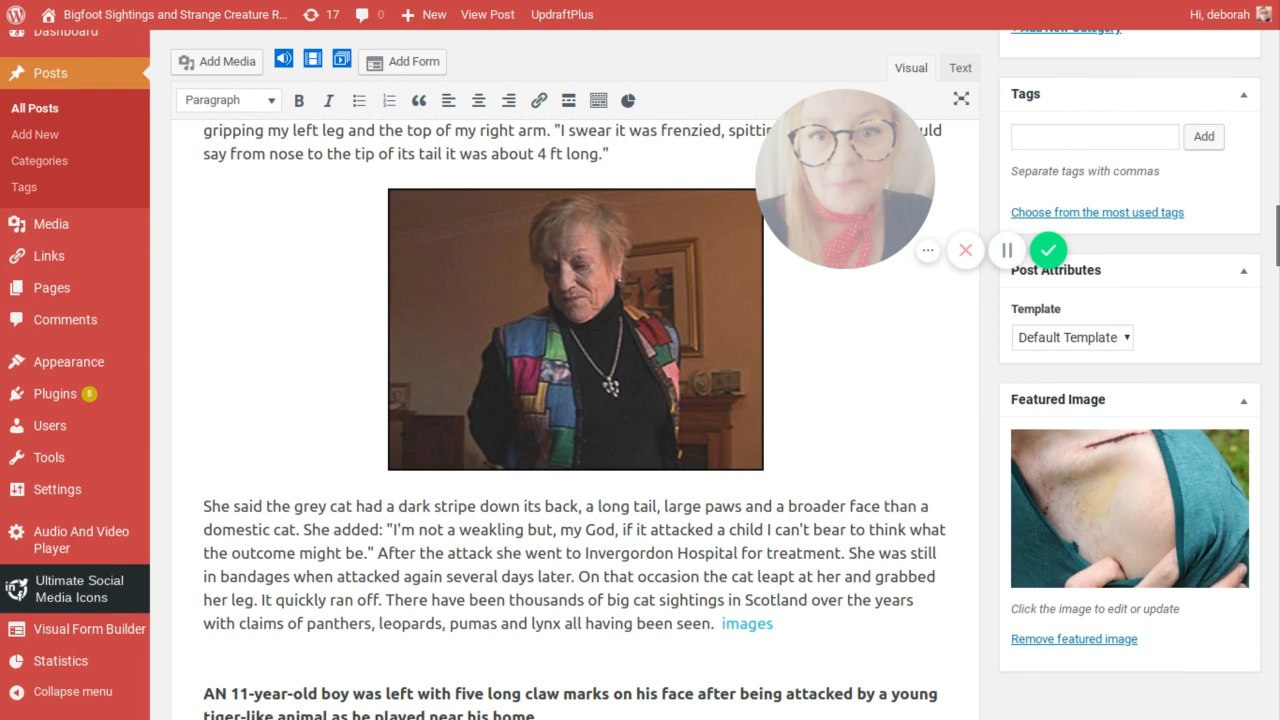 Bigfoot Sightings and Strange Creature R...
17
0
New
View Post
UpdraftPlus
Hi, deborah
Dashboard
Posts
All Posts
Add New
Categories
Tags
Media
Links
Pages
Comments
Appearance
Plugins 8
Users
Tools
Settings
Audio And Video
Player
Ultimate Social
Media Icons
Visual Form Builder
Statistics
Collapse menu
Add Media
Add Form
Visual
Text
Paragraph
gripping my left leg and the top of my right arm. "I swear it was frenzied,
say from nose to the tip of its tail it was about 4 ft long."
She said the grey cat had a dark stripe down its back, a long tail, large paws and a broader face than a
domestic cat. She added: "I'm not a weakling but, my God, if it attacked a child I can't bear to think what
the outcome might be." After the attack she went to Invergordon Hospital for treatment. She was still
in bandages when attacked again several days later. On that occasion the cat leapt at her and grabbed
her leg. It quickly ran off. There have been thousands of big cat sightings in Scotland over the years
with claims of panthers, leopards, pumas and lynx all having been seen. images
AN 11-year-old boy was left with five long claw marks on his face after being attacked by a young
tiger-like animal as he played near his home
+ Add New Category
Tags
Add
Separate tags with commas
Choose from the most used tags
Post Attributes
Template
Default Template
Featured Image
Click the image to edit or update
Remove featured image